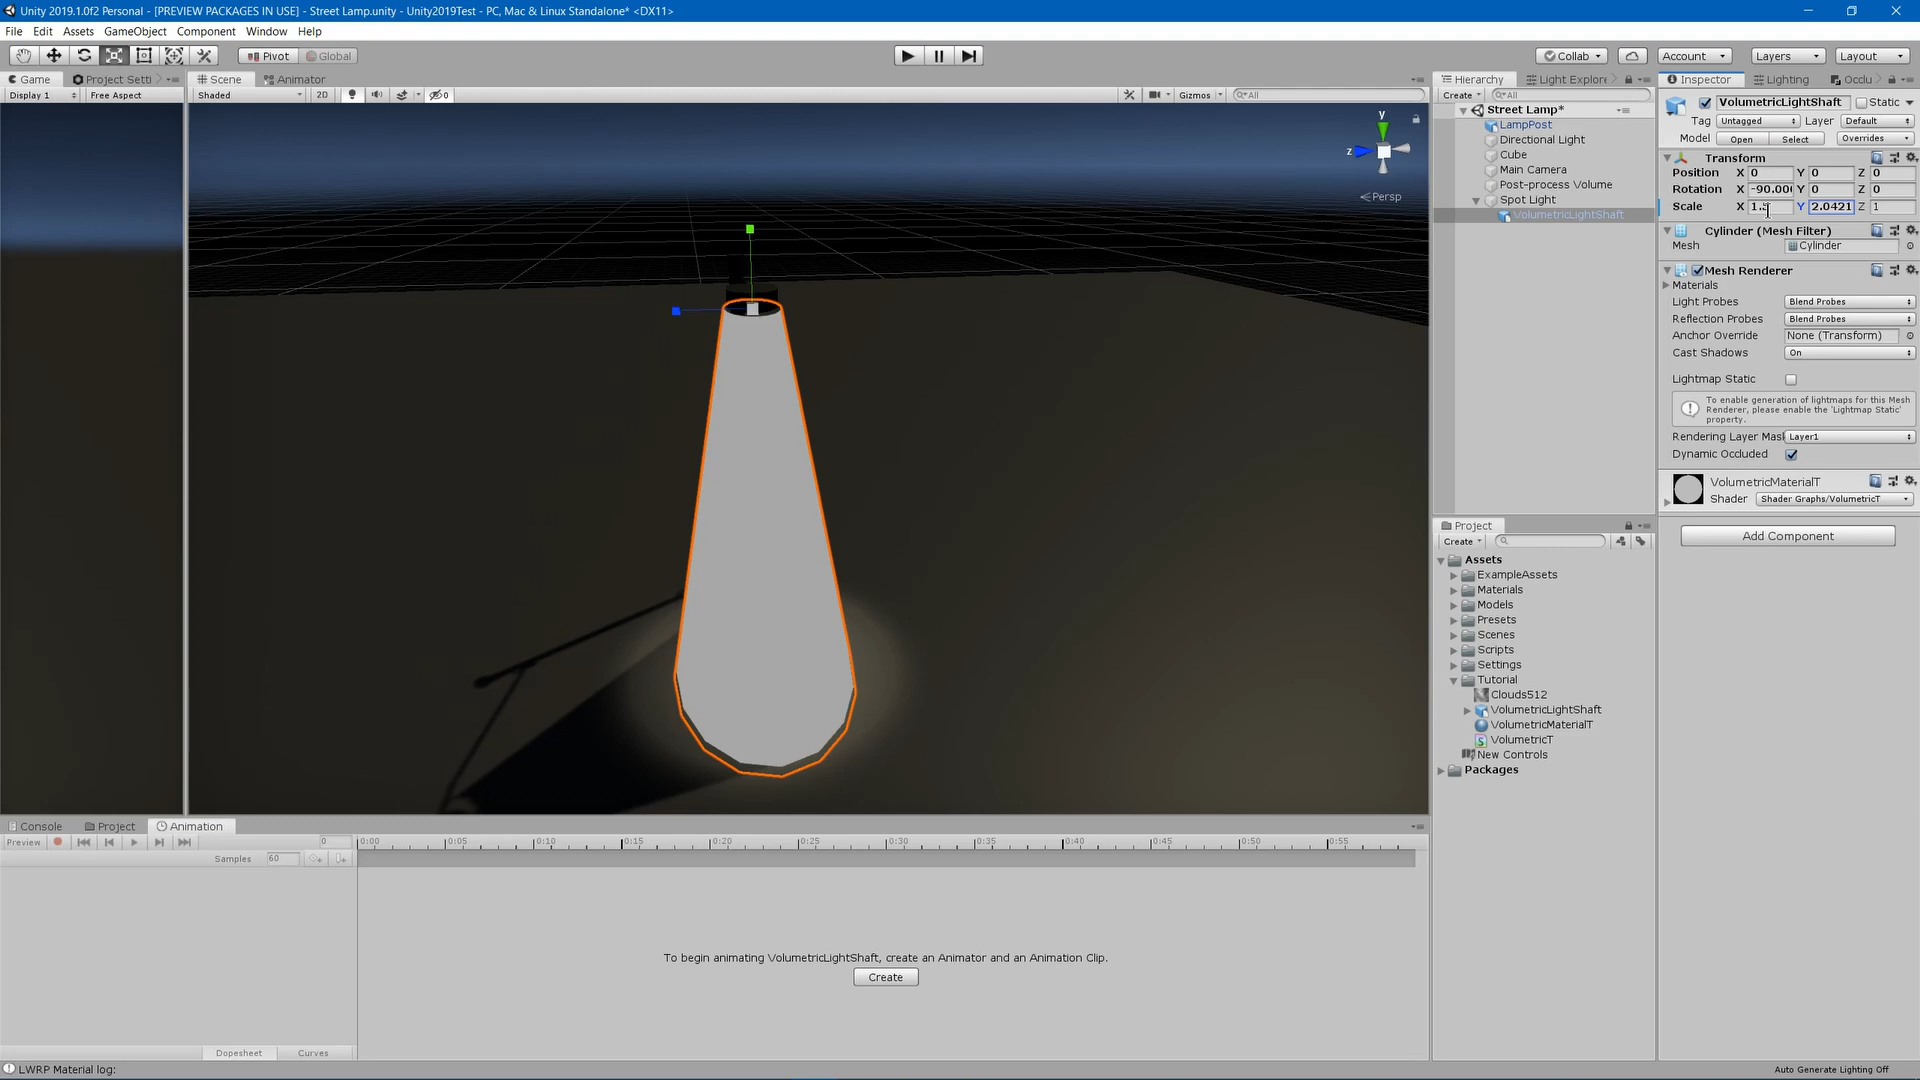 Unity 2019.1.0f2 Personal - [PREVIEW PACKAGES IN USE] - Street Lamp.unity - Unity2019Test - PC, Mac & Linux Standalone* <DX11>
File Edit Assets GameObject Component Window Help
Pivot Global Collab Account Layers Layout
Game Project Setti Scene Animator Hierarchy Light Explore Inspector Lighting Occlu
Display 1 Free Aspect Shaded 2D 0 Gizmos All Create All
VolumetricLightShaft Static
Tag Untagged Layer Default
Model Open Select Overrides
Transform
Position X 0 Y 0 Z 0
Rotation X -90.000 Y 0 Z 0
Scale X 1. Y 2.0421 Z 1
Cylinder (Mesh Filter)
Mesh Cylinder
Mesh Renderer
Materials
Light Probes Blend Probes
Reflection Probes Blend Probes
Anchor Override None (Transform)
Cast Shadows On
Lightmap Static
To enable generation of lightmaps for this Mesh
Renderer, please enable the 'Lightmap Static'
property.
Rendering Layer Mask Layer1
Dynamic Occluded
VolumetricMaterialT
Shader Shader Graphs/VolumetricT
Add Component
Street Lamp*
LampPost
Directional Light
Cube
Main Camera
Post-process Volume
Spot Light
VolumetricLightShaft
y
z
Persp
Project
Create
Assets
ExampleAssets
Materials
Models
Presets
Scenes
Scripts
Settings
Tutorial
Clouds512
VolumetricLightShaft
VolumetricMaterialT
VolumetricT
New Controls
Packages
Console Project Animation
Preview 0 0:00 0:05 0:10 0:15 0:20 0:25 0:30 0:35 0:40 0:45 0:50 0:55
Samples 60
To begin animating VolumetricLightShaft, create an Animator and an Animation Clip.
Create
Dopesheet Curves
LWRP Material log:
Auto Generate Lighting Off